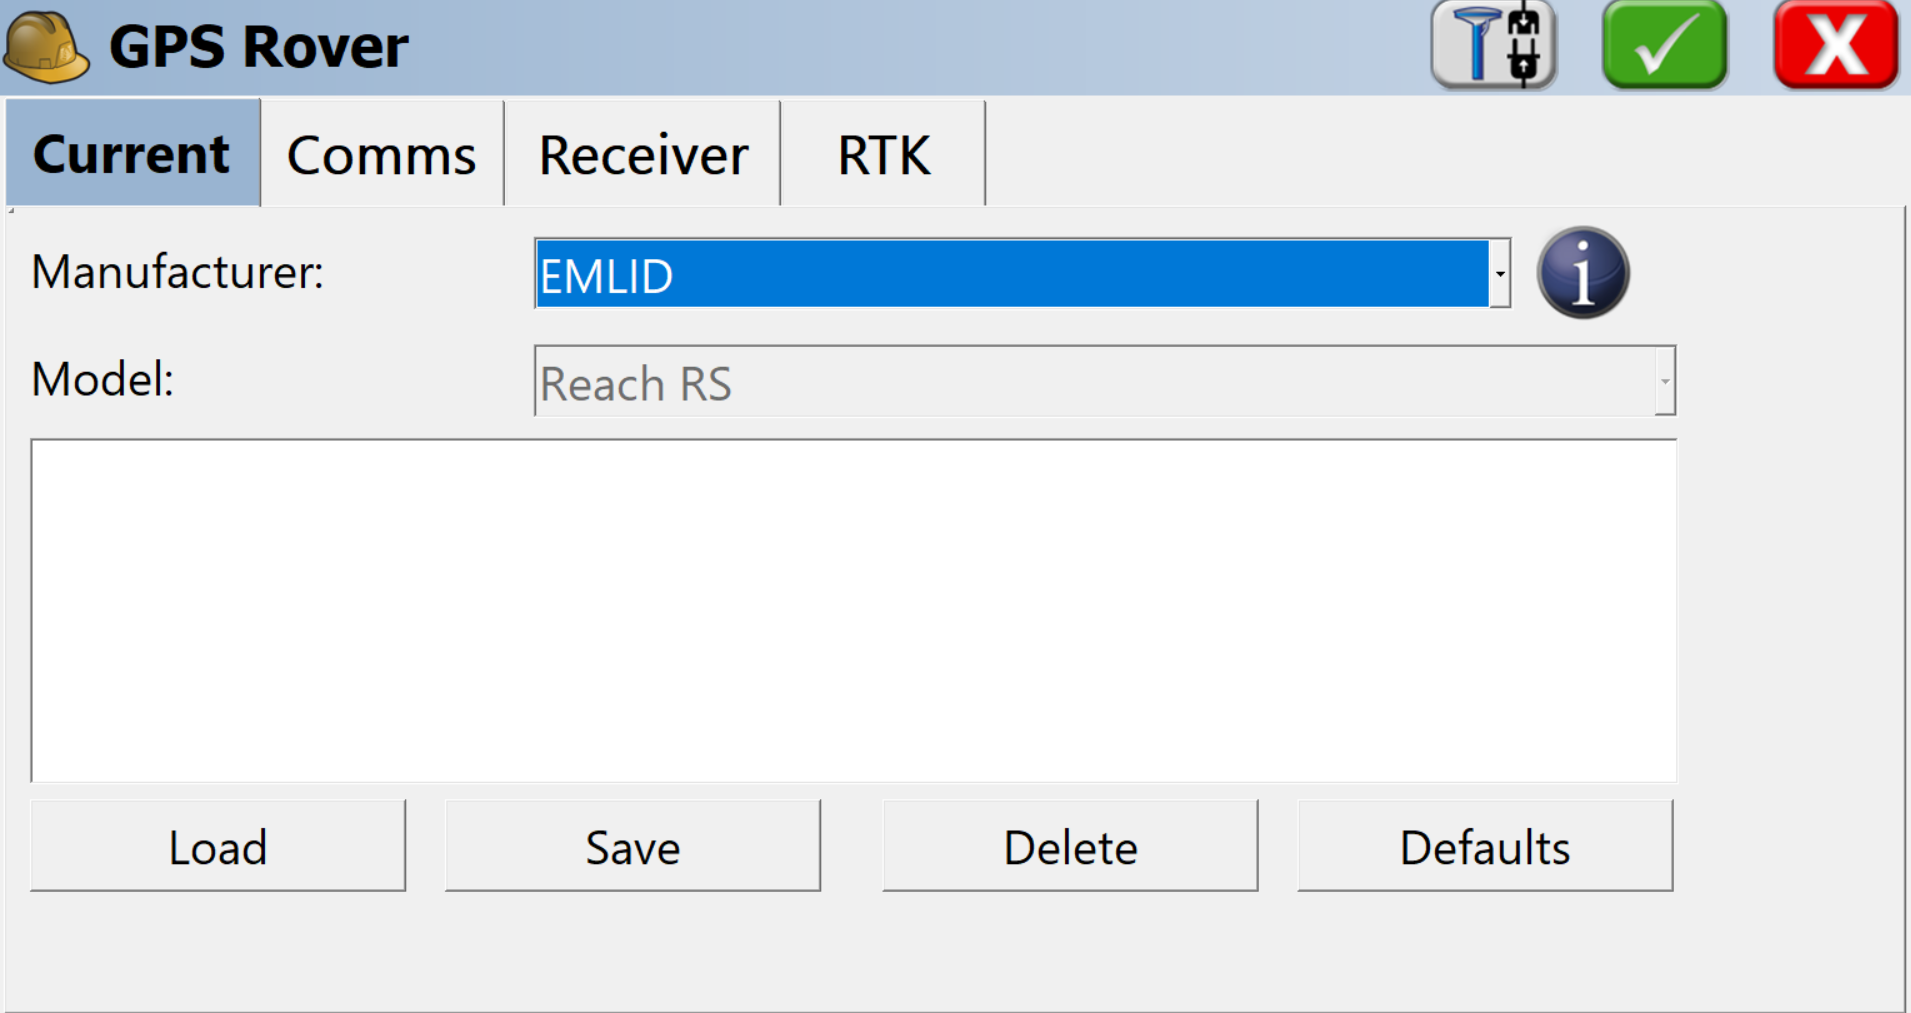 GPS Rover
X
Current Comms Receiver RTK
Manufacturer: EMLID i
Model: Reach RS
Load Save Delete Defaults